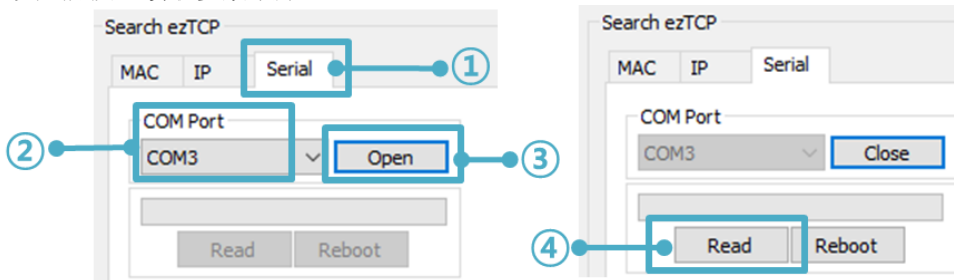 Search ezTCP
MAC IP Serial
①
COM Port
②
COM3 Open
③
Read Reboot
Search ezTCP
MAC IP Serial
COM Port
COM3 Close
④
Read Reboot